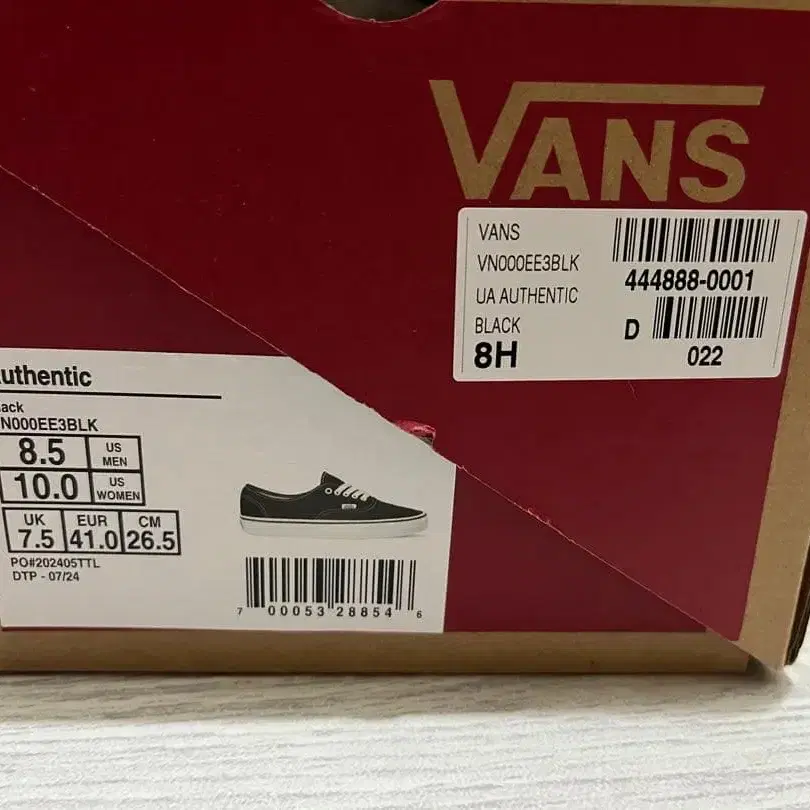 VANS
VANS
VN000EE3BLK
444888-0001
UA AUTHENTIC
BLACK
D
8H
022
uthentic
ack
N000EE3BLK
8.5 US MEN
10.0 US WOMEN
UK EUR CM
7.5 41.0 26.5
PO#202405TTL
DTP - 07/24
7 00053 28854 6